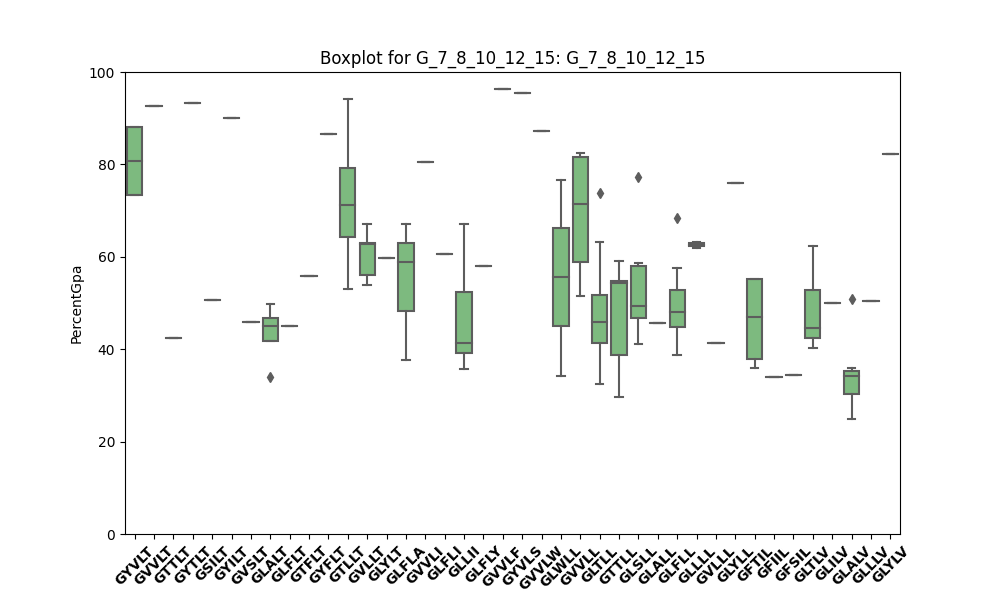 Boxplot for G_7_8_10_12_15: G_7_8_10_12_15
PercentGpa
100
80
60
40
20
0
GYVLT GVVLT GTTLT GYTLT GSILT GYILT GVSLT GLALT GLFLT GTFLT GYFLT GTLLT GVLLT GLYLT GLFLA GVVLI GLFLI GLLII GLFLY GVVLF GYVLS GVVLW GLWLL GVVLL GLTLL GTTLL GLSLL GLALL GLFLL GLLLL GVLLL GLYLL GFTIL GFIIL GFSIL GLTLV GLILV GLALV GLLLV GLYLV